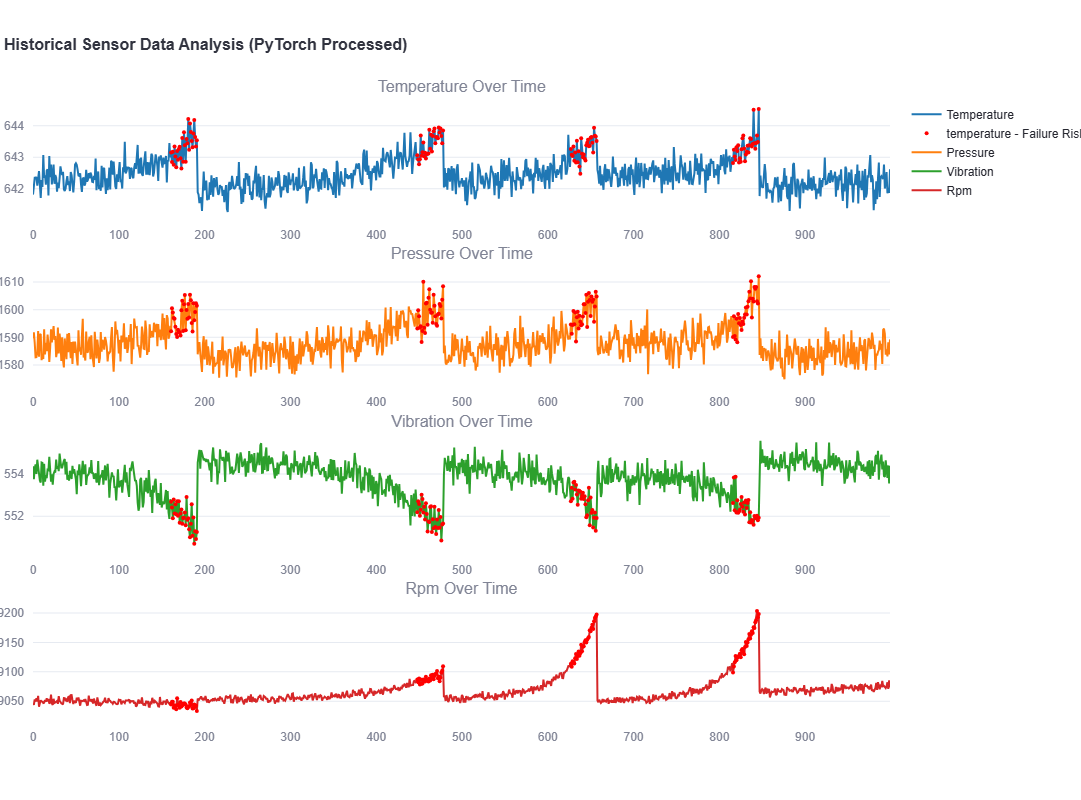 Historical Sensor Data Analysis (PyTorch Processed)
Temperature Over Time
644
643
642
0 100 200 300 400 500 600 700 800 900
Temperature
temperature - Failure Risk
Pressure
Vibration
Rpm
Pressure Over Time
1610
1600
1590
1580
0 100 200 300 400 500 600 700 800 900
Vibration Over Time
554
552
0 100 200 300 400 500 600 700 800 900
Rpm Over Time
9200
9150
9100
9050
0 100 200 300 400 500 600 700 800 900